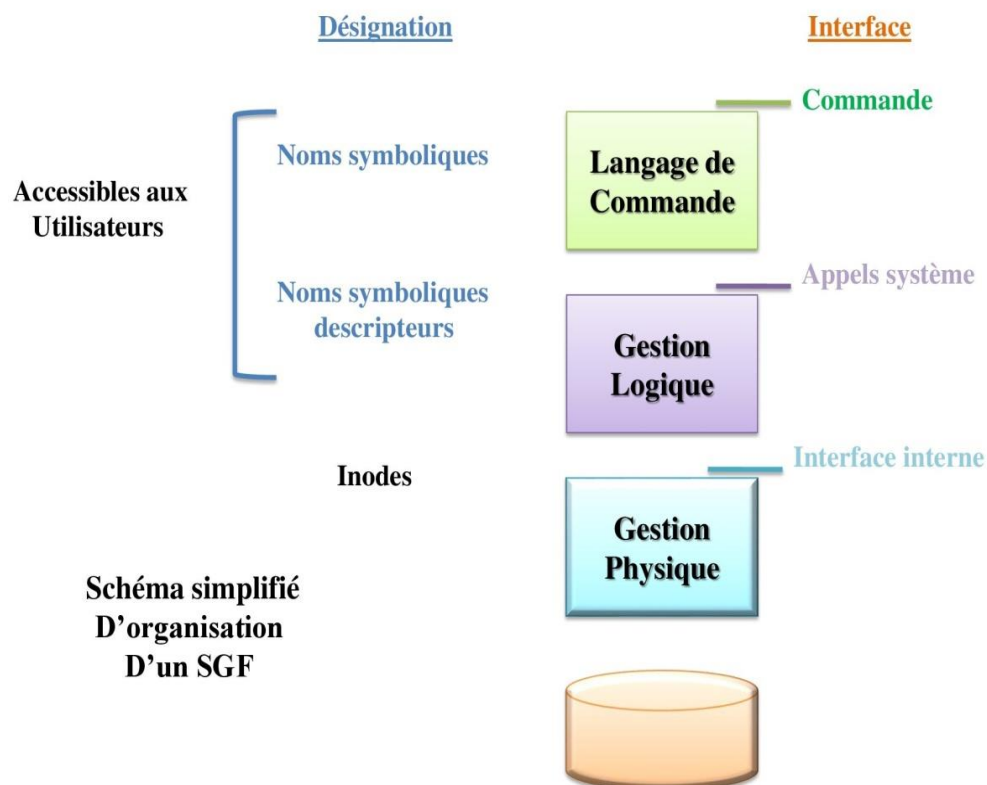 Désignation
Interface
Commande
Noms symboliques
Langage de
Commande
Accessibles aux
Utilisateurs
Appels système
Noms symboliques
descripteurs
Gestion
Logique
Interface interne
Inodes
Gestion
Physique
Schéma simplifié
D'organisation
D'un SGF